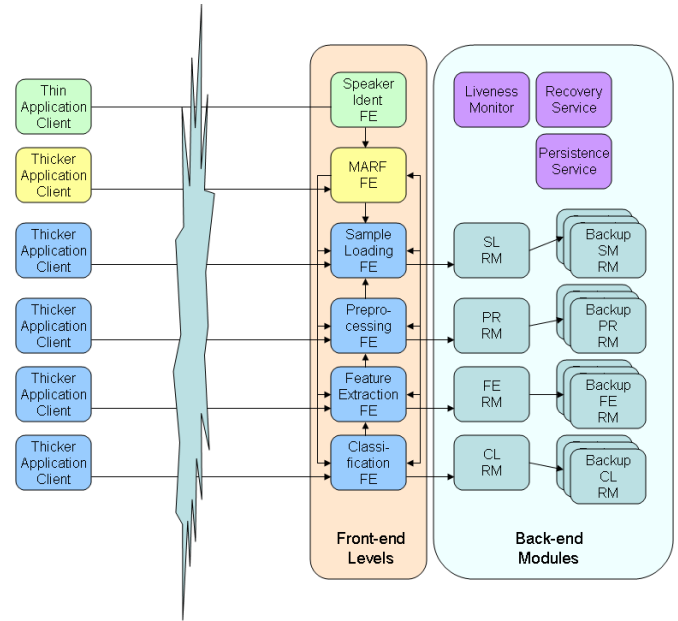 Thin
Application
Client
Speaker
Ident
FE
Liveness
Monitor
Recovery
Service
Persistence
Service
Thicker
Application
Client
MARF
FE
Thicker
Application
Client
Sample
Loading
FE
SL
RM
Backup
SM
RM
Thicker
Application
Client
Prepro-
cessing
FE
PR
RM
Backup
PR
RM
Thicker
Application
Client
Feature
Extraction
FE
FE
RM
Backup
FE
RM
Thicker
Application
Client
Classi-
fication
FE
CL
RM
Backup
CL
RM
Front-end
Levels
Back-end
Modules